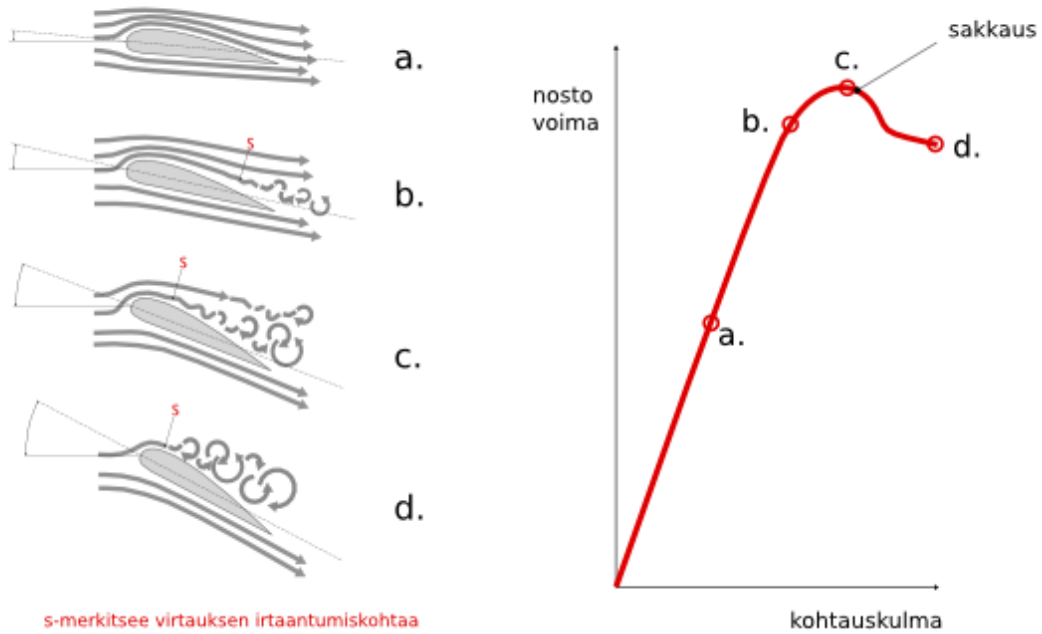 a.
s
b.
s
c.
s
d.
s-merkitsee virtauksen irtaantumiskohtaa
sakkaus
nosto
voima
c.
b.
d.
a.
kohtauskulma